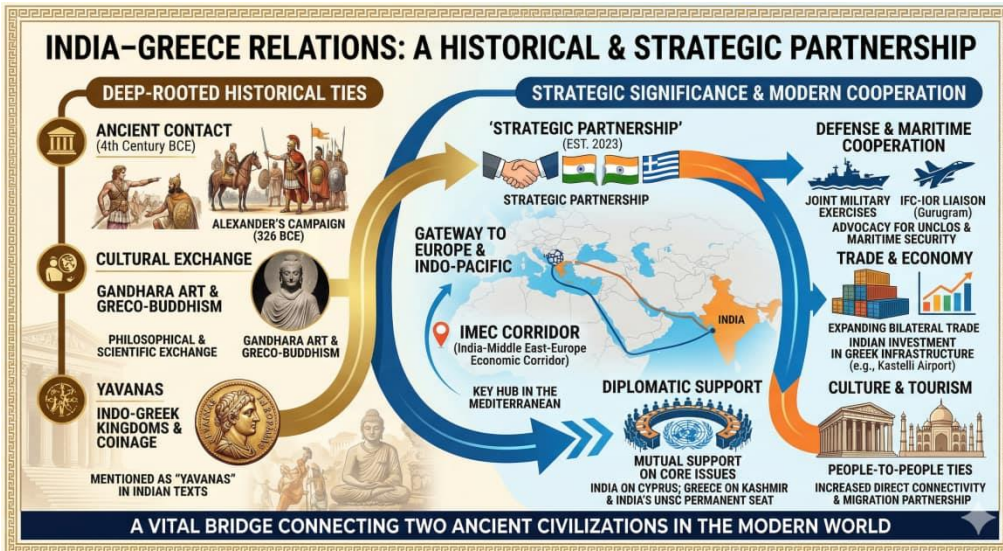 INDIA–GREECE RELATIONS: A HISTORICAL & STRATEGIC PARTNERSHIP
DEEP-ROOTED HISTORICAL TIES
ANCIENT CONTACT
(4th Century BCE)
ALEXANDER'S CAMPAIGN
(326 BCE)
CULTURAL EXCHANGE
GANDHARA ART &
GRECO-BUDDHISM
PHILOSOPHICAL &
SCIENTIFIC EXCHANGE
GANDHARA ART &
GRECO-BUDDHISM
YAVANAS
INDO-GREEK
KINGDOMS &
COINAGE
MENTIONED AS "YAVANAS"
IN INDIAN TEXTS
STRATEGIC SIGNIFICANCE & MODERN COOPERATION
'STRATEGIC PARTNERSHIP'
(EST. 2023)
STRATEGIC PARTNERSHIP
GATEWAY TO
EUROPE &
INDO-PACIFIC
INDIA
IMEC CORRIDOR
(India-Middle East-Europe
Economic Corridor)
KEY HUB IN THE
MEDITERRANEAN
DIPLOMATIC SUPPORT
MUTUAL SUPPORT
ON CORE ISSUES
INDIA ON CYPRUS; GREECE ON KASHMIR
& INDIA'S UNSC PERMANENT SEAT
DEFENSE & MARITIME
COOPERATION
JOINT MILITARY
EXERCISES
IFC-IOR LIAISON
(Gurugram)
ADVOCACY FOR UNCLOS &
MARITIME SECURITY
TRADE & ECONOMY
EXPANDING BILATERAL TRADE
INDIAN INVESTMENT
IN GREEK INFRASTRUCTURE
(e.g., Kastelli Airport)
CULTURE & TOURISM
PEOPLE-TO-PEOPLE TIES
INCREASED DIRECT CONNECTIVITY
& MIGRATION PARTNERSHIP
A VITAL BRIDGE CONNECTING TWO ANCIENT CIVILIZATIONS IN THE MODERN WORLD